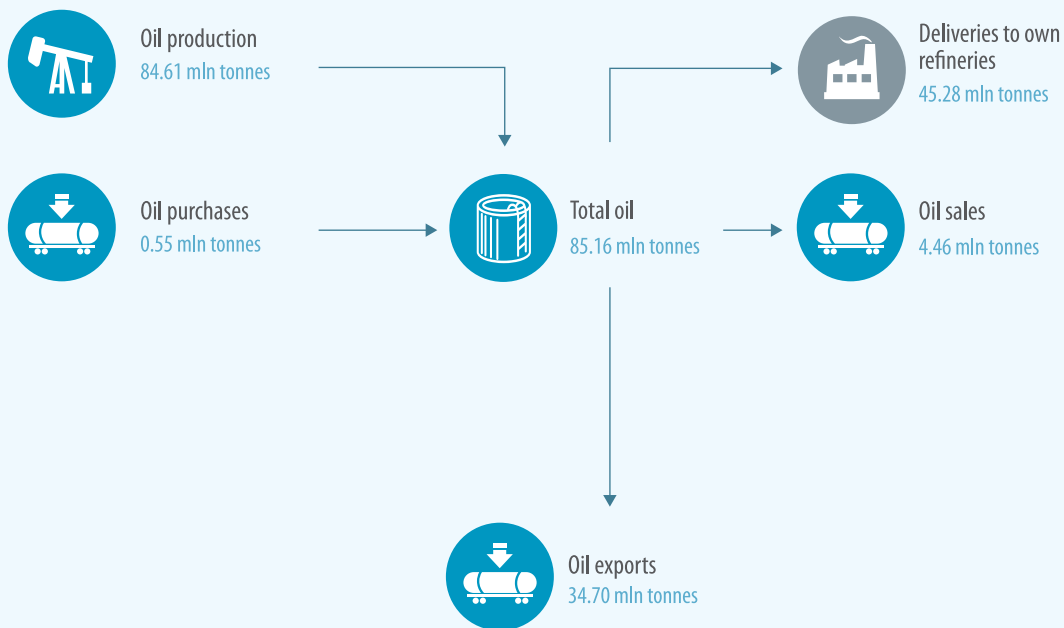 Oil production
84.61 mln tonnes
Deliveries to own
refineries
45.28 mln tonnes
Oil purchases
0.55 mln tonnes
Total oil
85.16 mln tonnes
Oil sales
4.46 mln tonnes
Oil exports
34.70 mln tonnes